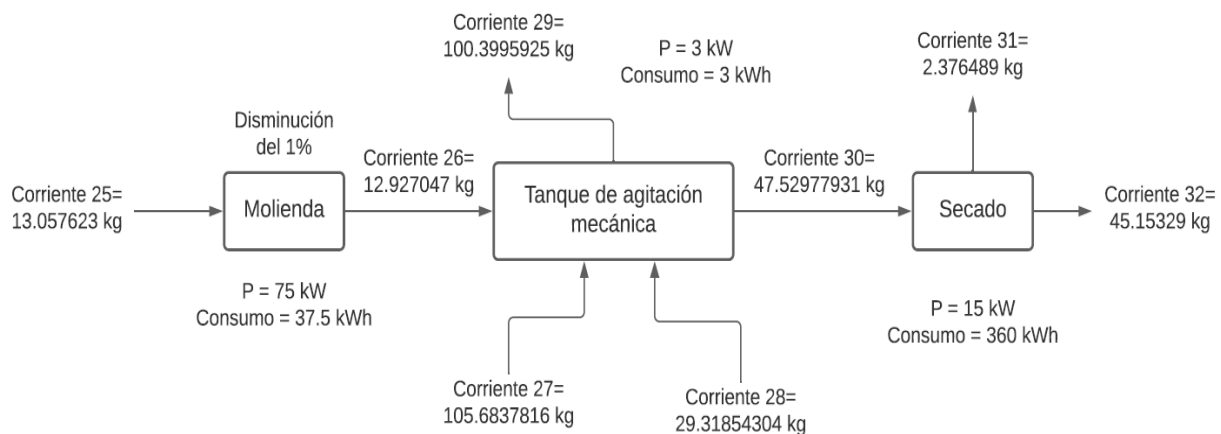 Corriente 29=
100.3995925 kg
P = 3 kW
Consumo = 3 kWh
Corriente 31=
2.376489 kg
Disminución
del 1%
Corriente 25=
13.057623 kg
Molienda
Corriente 26=
12.927047 kg
Tanque de agitación
mecánica
Corriente 30=
47.52977931 kg
Secado
Corriente 32=
45.15329 kg
P = 75 kW
Consumo = 37.5 kWh
P = 15 kW
Consumo = 360 kWh
Corriente 27=
105.6837816 kg
Corriente 28=
29.31854304 kg